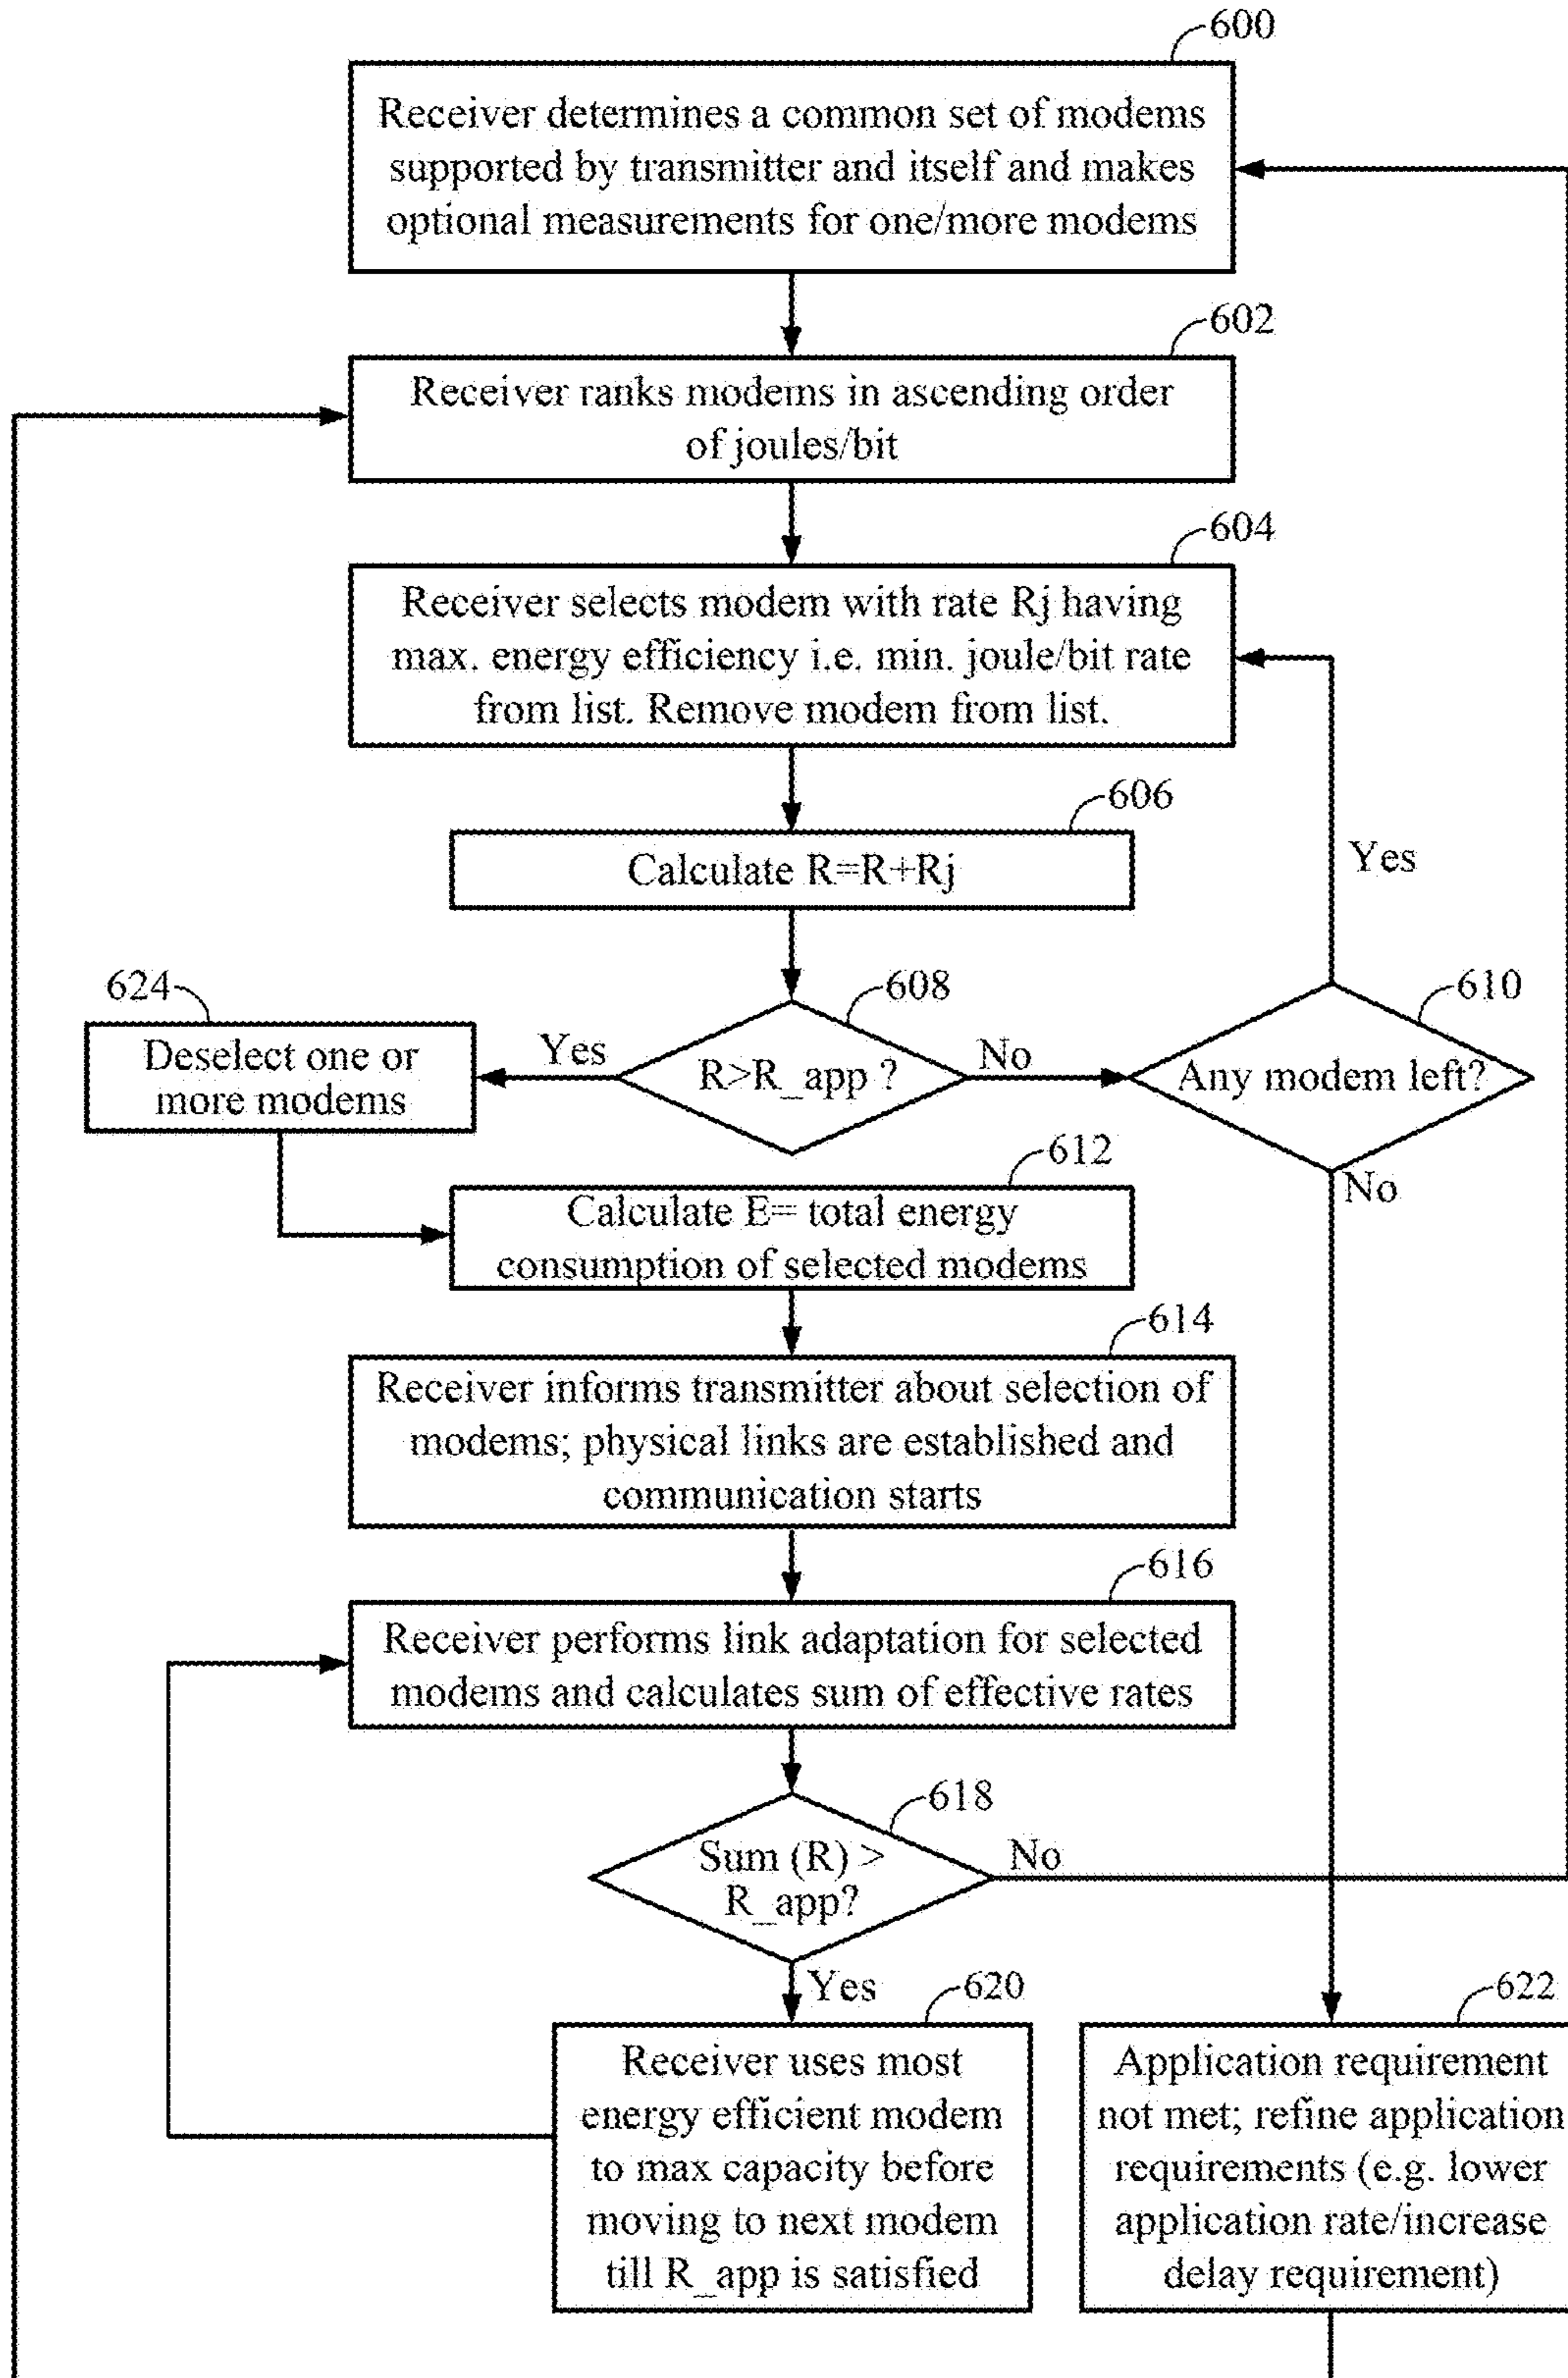 600
Receiver determines a common set of modems
supported by transmitter and itself and makes
optional measurements for one/more modems
602
Receiver ranks modems in ascending order
of joules/bit
604
Receiver selects modem with rate Rj having
max. energy efficiency i.e. min. joule/bit rate
from list. Remove modem from list.
606
Calculate R=R+Rj
Yes
624
Deselect one or
more modems
Yes
608
R>R_app ?
No
610
Any modem left?
No
612
Calculate E= total energy
consumption of selected modems
614
Receiver informs transmitter about selection of
modems; physical links are established and
communication starts
616
Receiver performs link adaptation for selected
modems and calculates sum of effective rates
618
Sum (R) >
R_app?
No
Yes
620
Receiver uses most
energy efficient modem
to max capacity before
moving to next modem
till R_app is satisfied
622
Application requirement
not met; refine application
requirements (e.g. lower
application rate/increase
delay requirement)